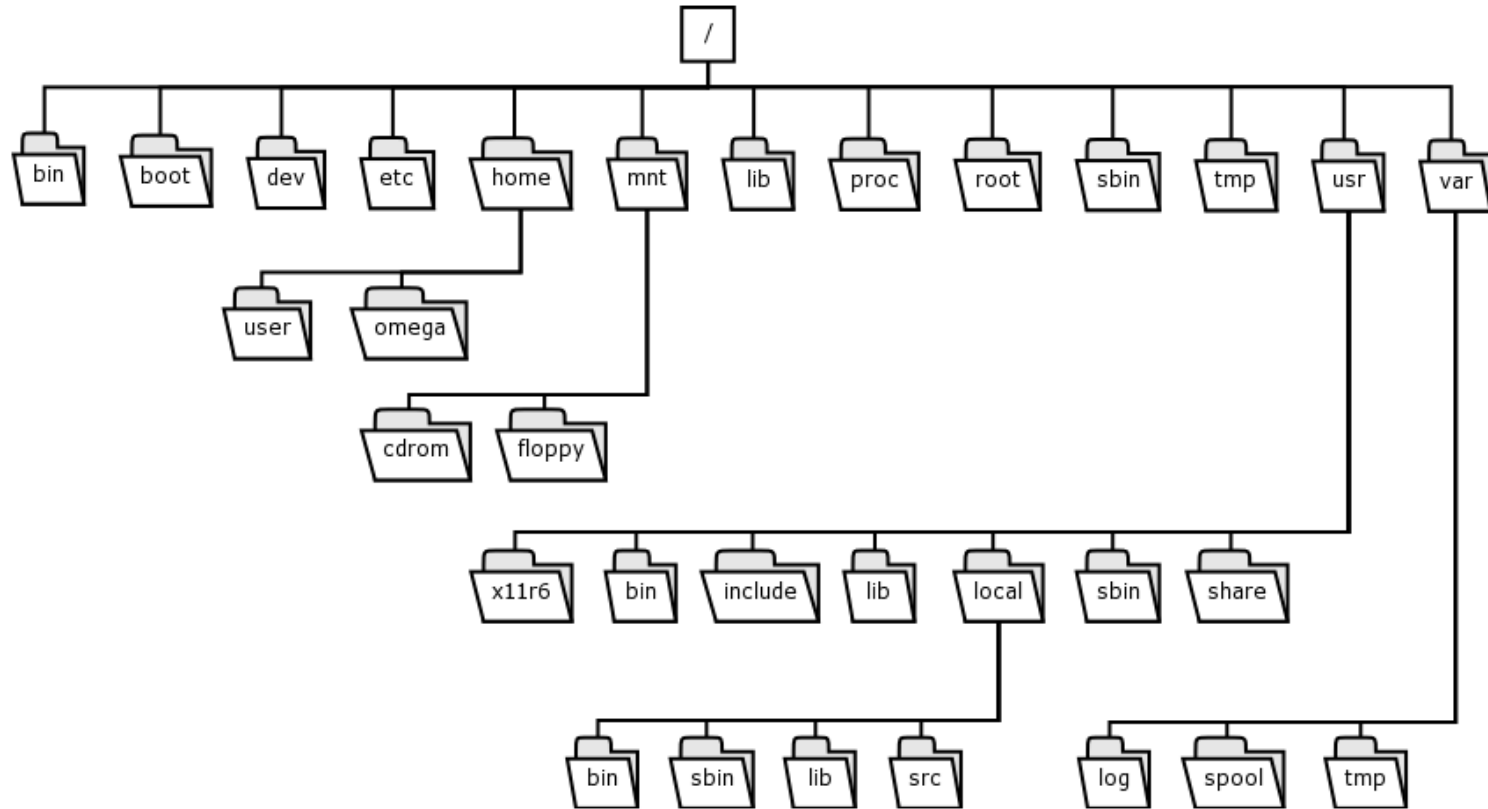 /
bin boot dev etc home mnt lib proc root sbin tmp usr var
user omega
cdrom floppy
x11r6 bin include lib local sbin share
bin sbin lib src log spool tmp